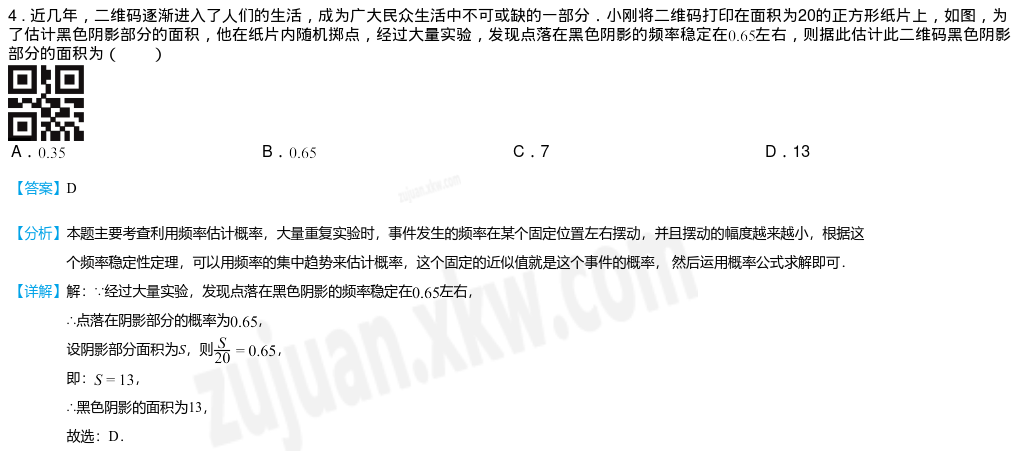 4．近几年，二维码逐渐进入了人们的生活，成为广大民众生活中不可或缺的一部分．小刚将二维码打印在面积为20的正方形纸片上，如图，为
了估计黑色阴影部分的面积，他在纸片内随机掷点，经过大量实验，发现点落在黑色阴影的频率稳定在0.65左右，则据此估计此二维码黑色阴影
部分的面积为（　　）
A．0.35　B．0.65　C．7　D．13
【答案】D
【分析】本题主要考查利用频率估计概率，大量重复实验时，事件发生的频率在某个固定位置左右摆动，并且摆动的幅度越来越小，根据这
个频率稳定性定理，可以用频率的集中趋势来估计概率，这个固定的近似值就是这个事件的概率，然后运用概率公式求解即可．
【详解】解：∵经过大量实验，发现点落在黑色阴影的频率稳定在0.65左右，
∴点落在阴影部分的概率为0.65，
设阴影部分面积为S，则S/20 = 0.65，
即：S = 13，
∴黑色阴影的面积为13，
故选：D．
zujuan.xkw.com
zujuan.xkw.com